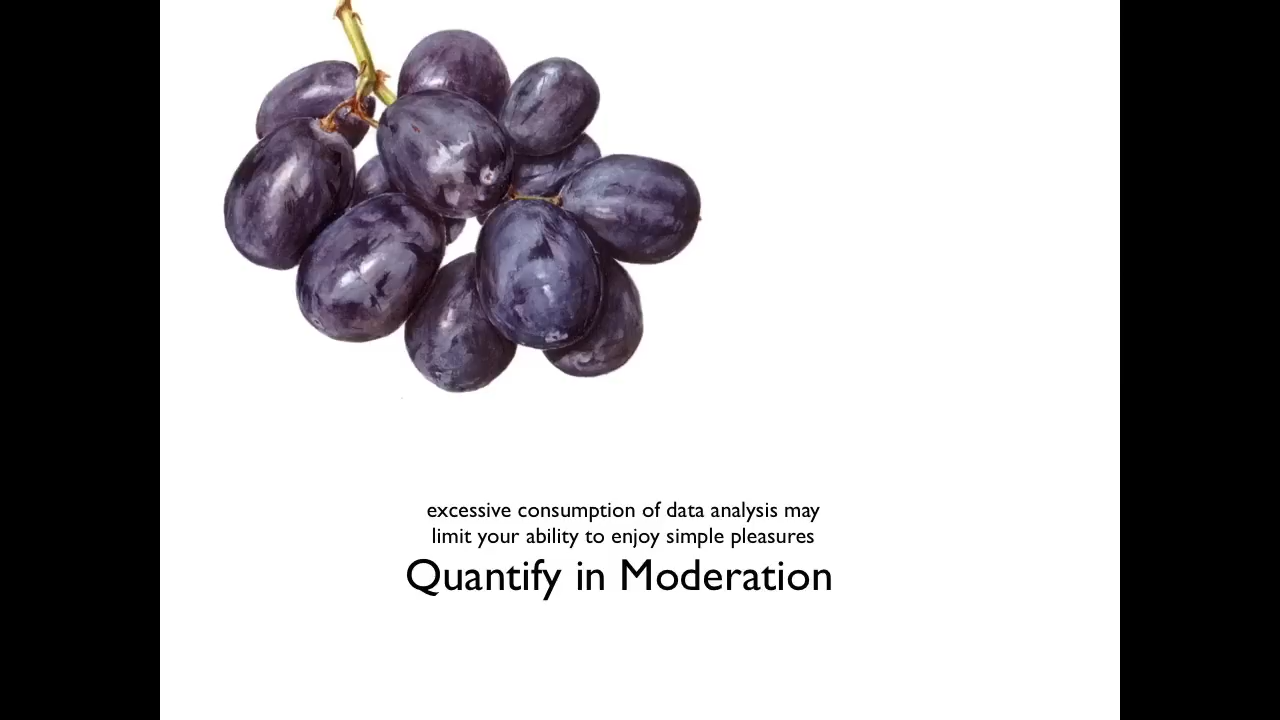 excessive consumption of data analysis may
limit your ability to enjoy simple pleasures
Quantify in Moderation